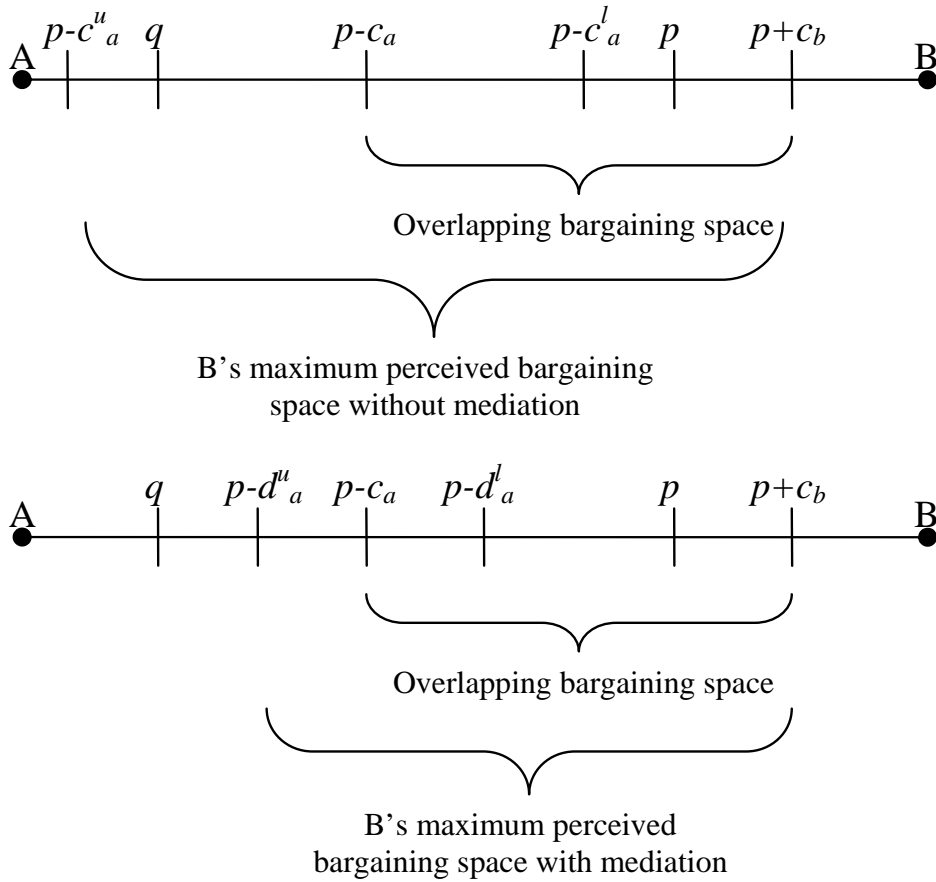 p-c^u_a q p-c_a p-c^l_a p p+c_b
A B
Overlapping bargaining space
B’s maximum perceived bargaining
space without mediation
q p-d^u_a p-c_a p-d^l_a p p+c_b
A B
Overlapping bargaining space
B’s maximum perceived
bargaining space with mediation